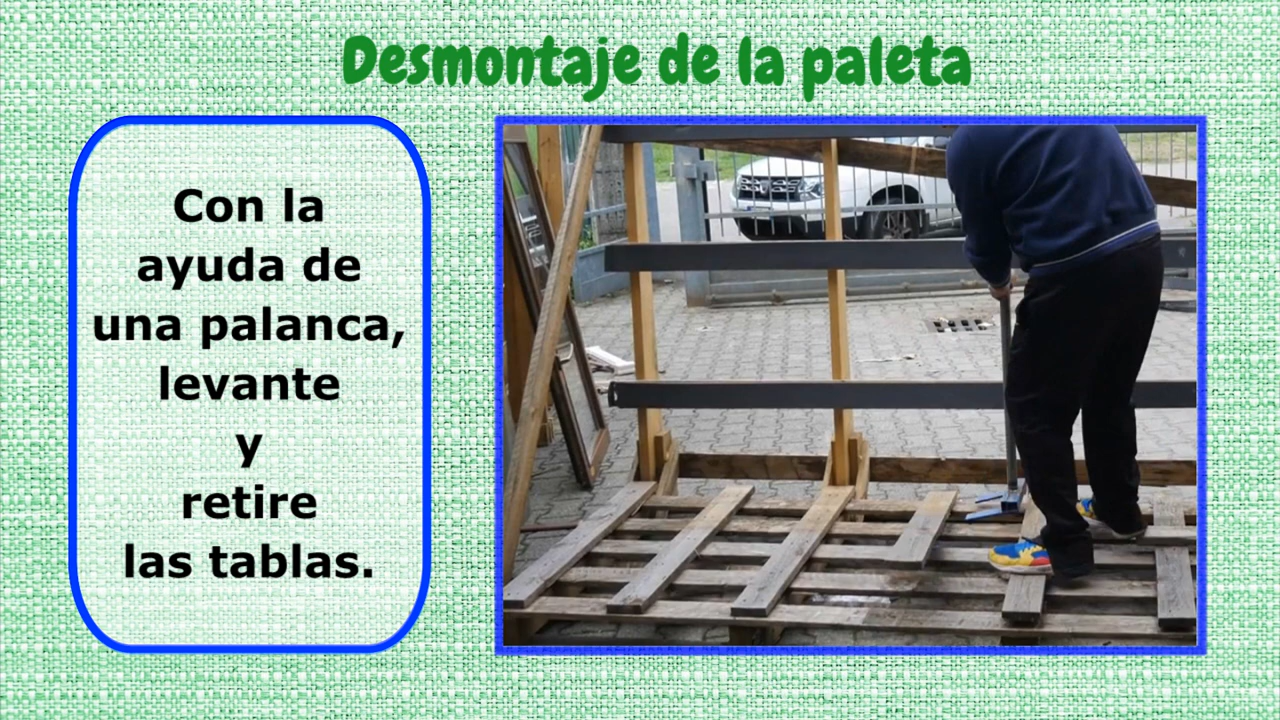 Desmontaje de la paleta
Con la
ayuda de
una palanca,
levante
y
retire
las tablas.